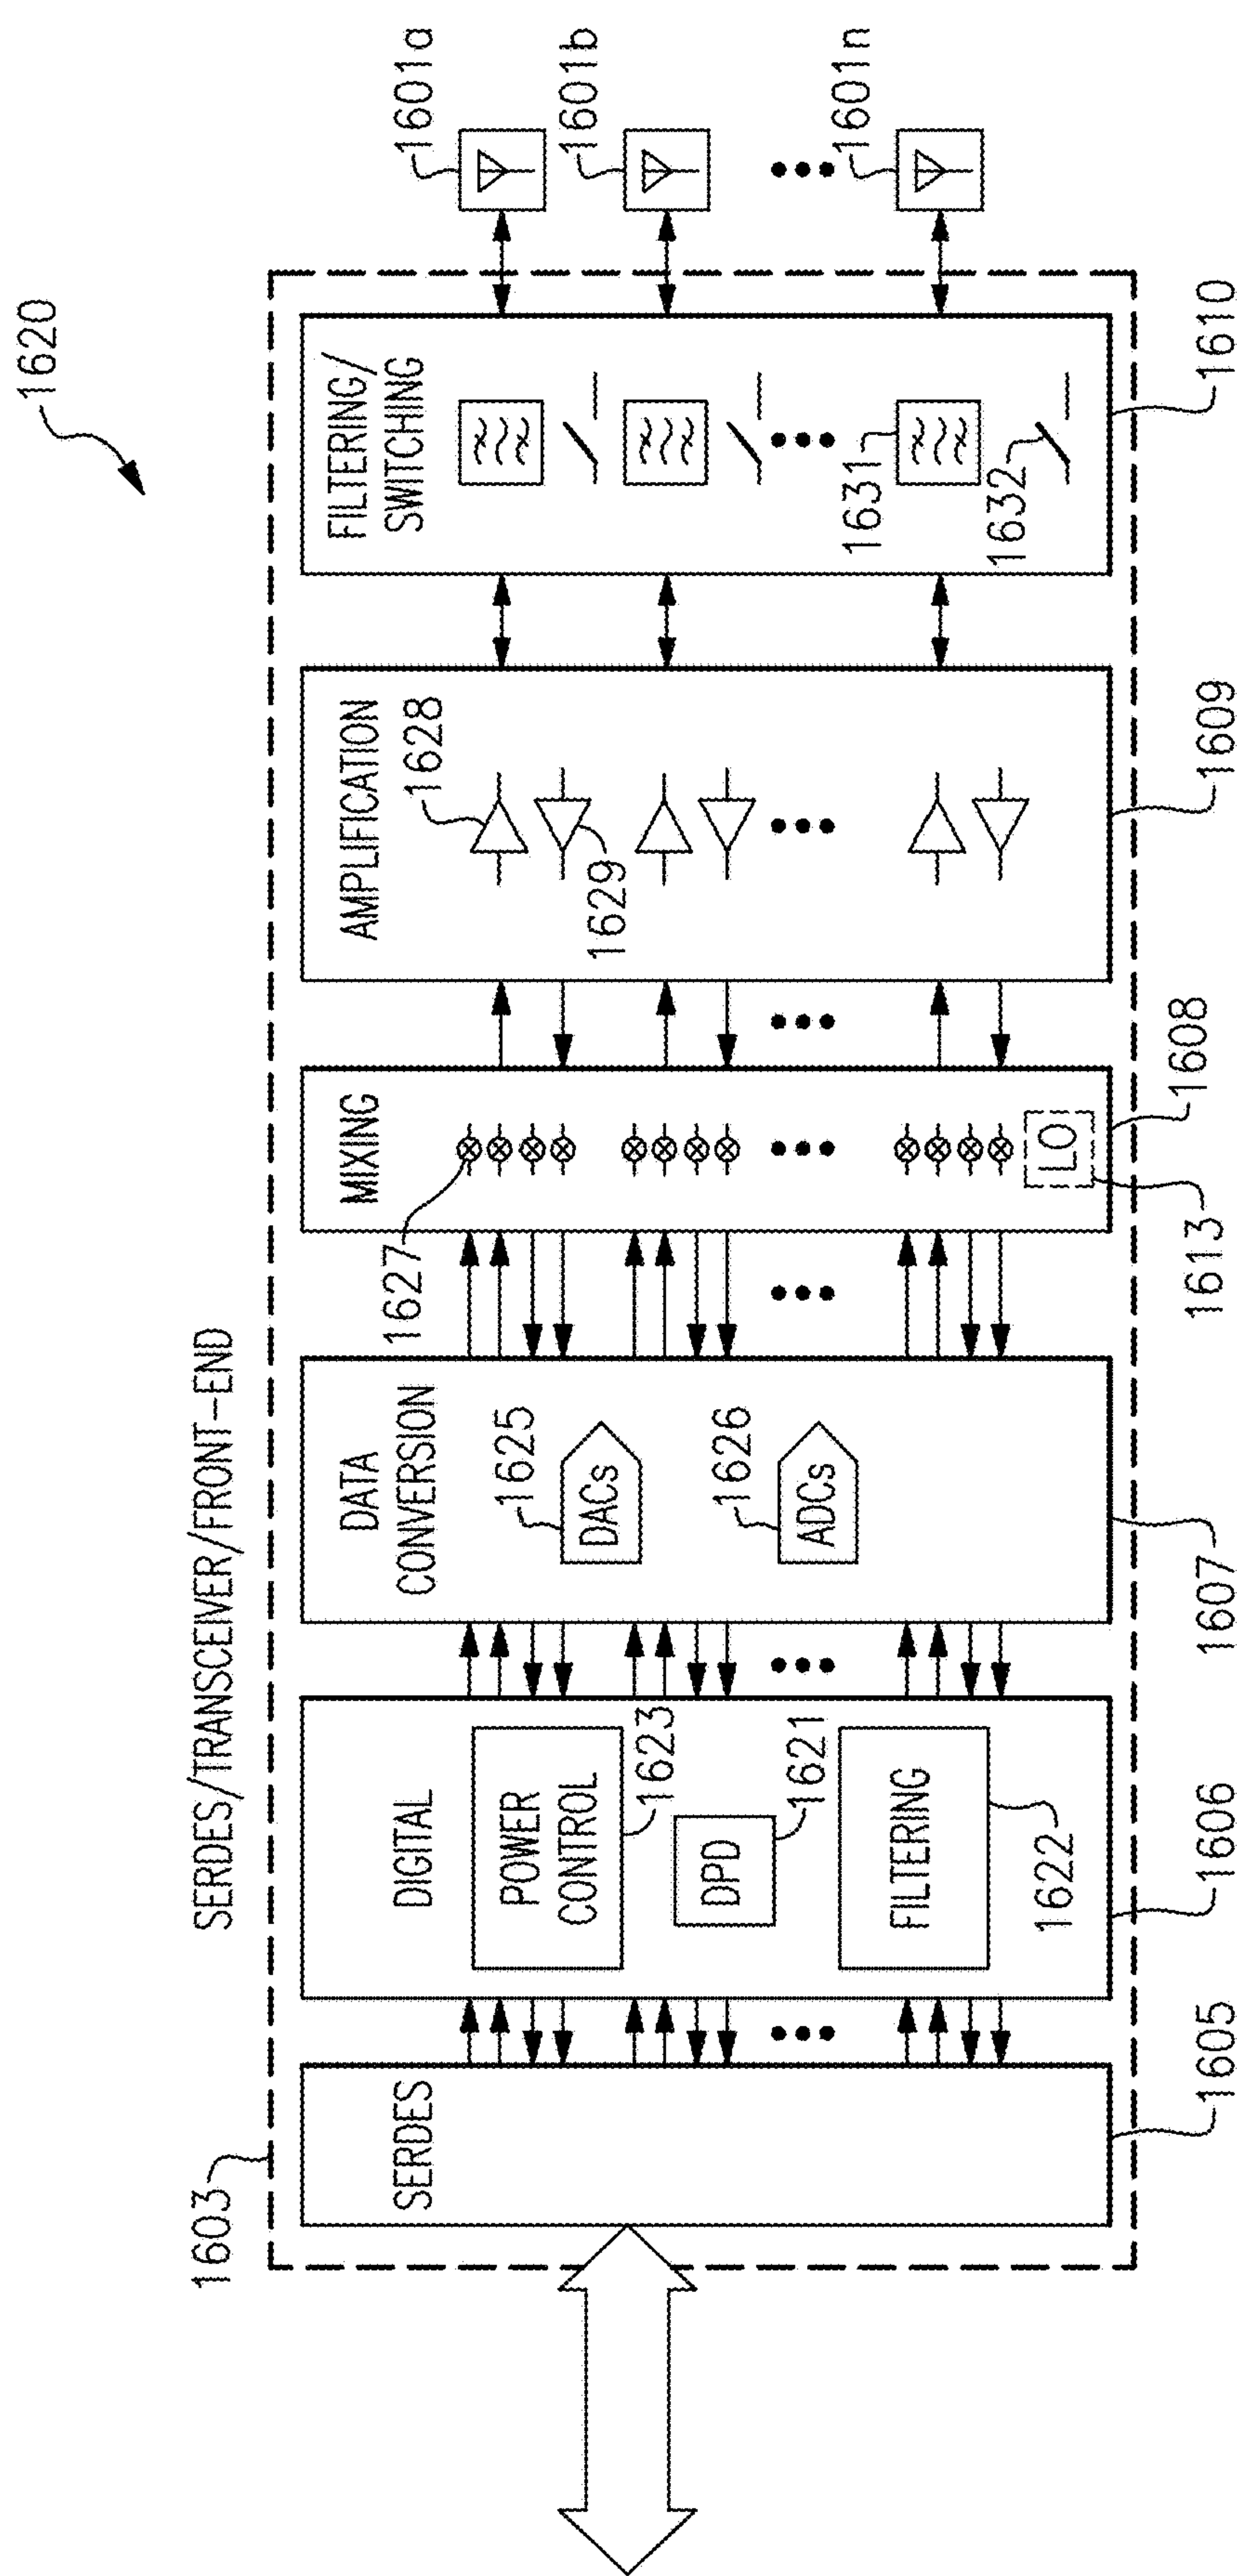 1620
SERDES/TRANSCEIVER/FRONT-END
1603
SERDES
1605
DIGITAL
POWER
CONTROL
1623
DPD
1621
FILTERING
1622
1606
DATA
CONVERSION
1625
DACs
1626
ADCs
1607
MIXING
1627
LO
1613
1608
AMPLIFICATION
1628
1629
1609
FILTERING/
SWITCHING
1631
1632
1610
1601a
1601b
1601n